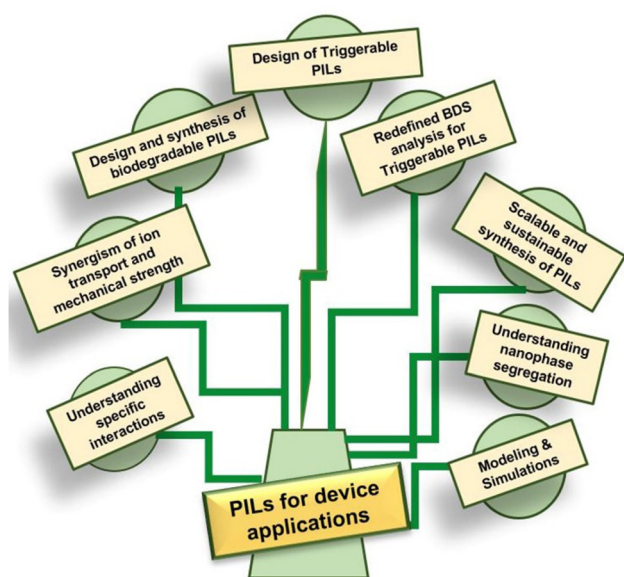 Design of Triggerable
PILs
Design and synthesis of
biodegradable PILs
Redefined BDS
analysis for
Triggerable PILs
Synergism of ion
transport and
mechanical strength
Scalable and
sustainable
synthesis of PILs
Understanding
specific
interactions
Understanding
nanophase
segregation
Modeling &
Simulations
PILs for device
applications